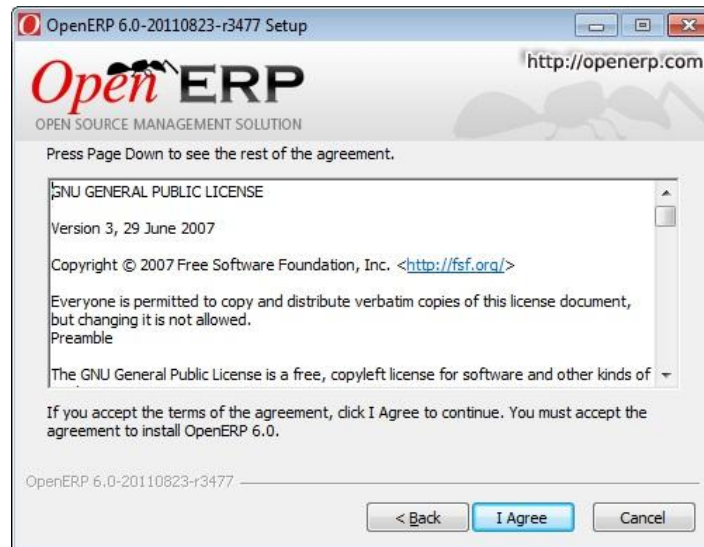 OpenERP 6.0-20110823-r3477 Setup
http://openerp.com
Open ERP
OPEN SOURCE MANAGEMENT SOLUTION
Press Page Down to see the rest of the agreement.
GNU GENERAL PUBLIC LICENSE
Version 3, 29 June 2007
Copyright © 2007 Free Software Foundation, Inc. <http://fsf.org/>
Everyone is permitted to copy and distribute verbatim copies of this license document,
but changing it is not allowed.
Preamble
The GNU General Public License is a free, copyleft license for software and other kinds of
If you accept the terms of the agreement, click I Agree to continue. You must accept the
agreement to install OpenERP 6.0.
OpenERP 6.0-20110823-r3477
< Back
I Agree
Cancel